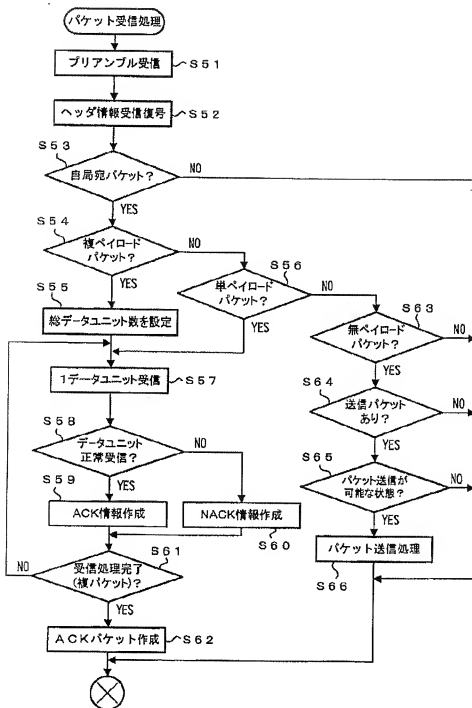 パケット受信処理
プリアンブル受信
S51
ヘッダ情報受信復号
S52
S53
自局宛パケット?
NO
YES
S54
複ペイロード
パケット?
NO
YES
S55
総データユニット数を設定
S56
単ペイロード
パケット?
NO
YES
S63
無ペイロード
パケット?
NO
YES
1データユニット受信
S57
S64
送信パケット
あり?
NO
YES
S58
データユニット
正常受信?
NO
YES
S65
パケット送信が
可能な状態?
NO
YES
S59
ACK情報作成
NACK情報作成
S60
パケット送信処理
S66
S61
受信処理完了
(複パケット)?
NO
YES
ACKパケット作成
S62